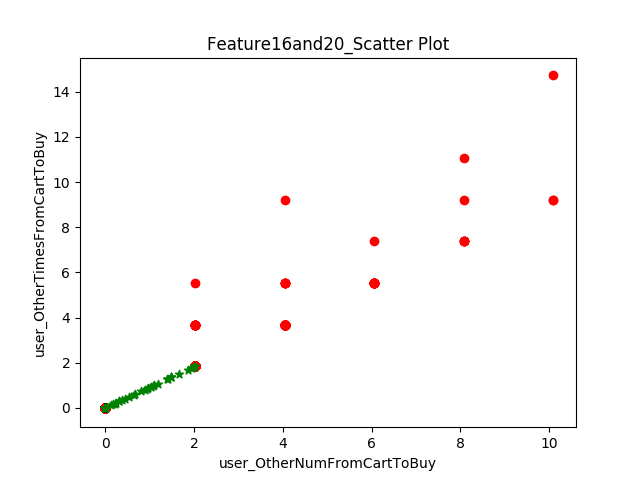 Feature16and20_Scatter Plot
user_OtherTimesFromCartToBuy
14
12
10
8
6
4
2
0
0 2 4 6 8 10
user_OtherNumFromCartToBuy